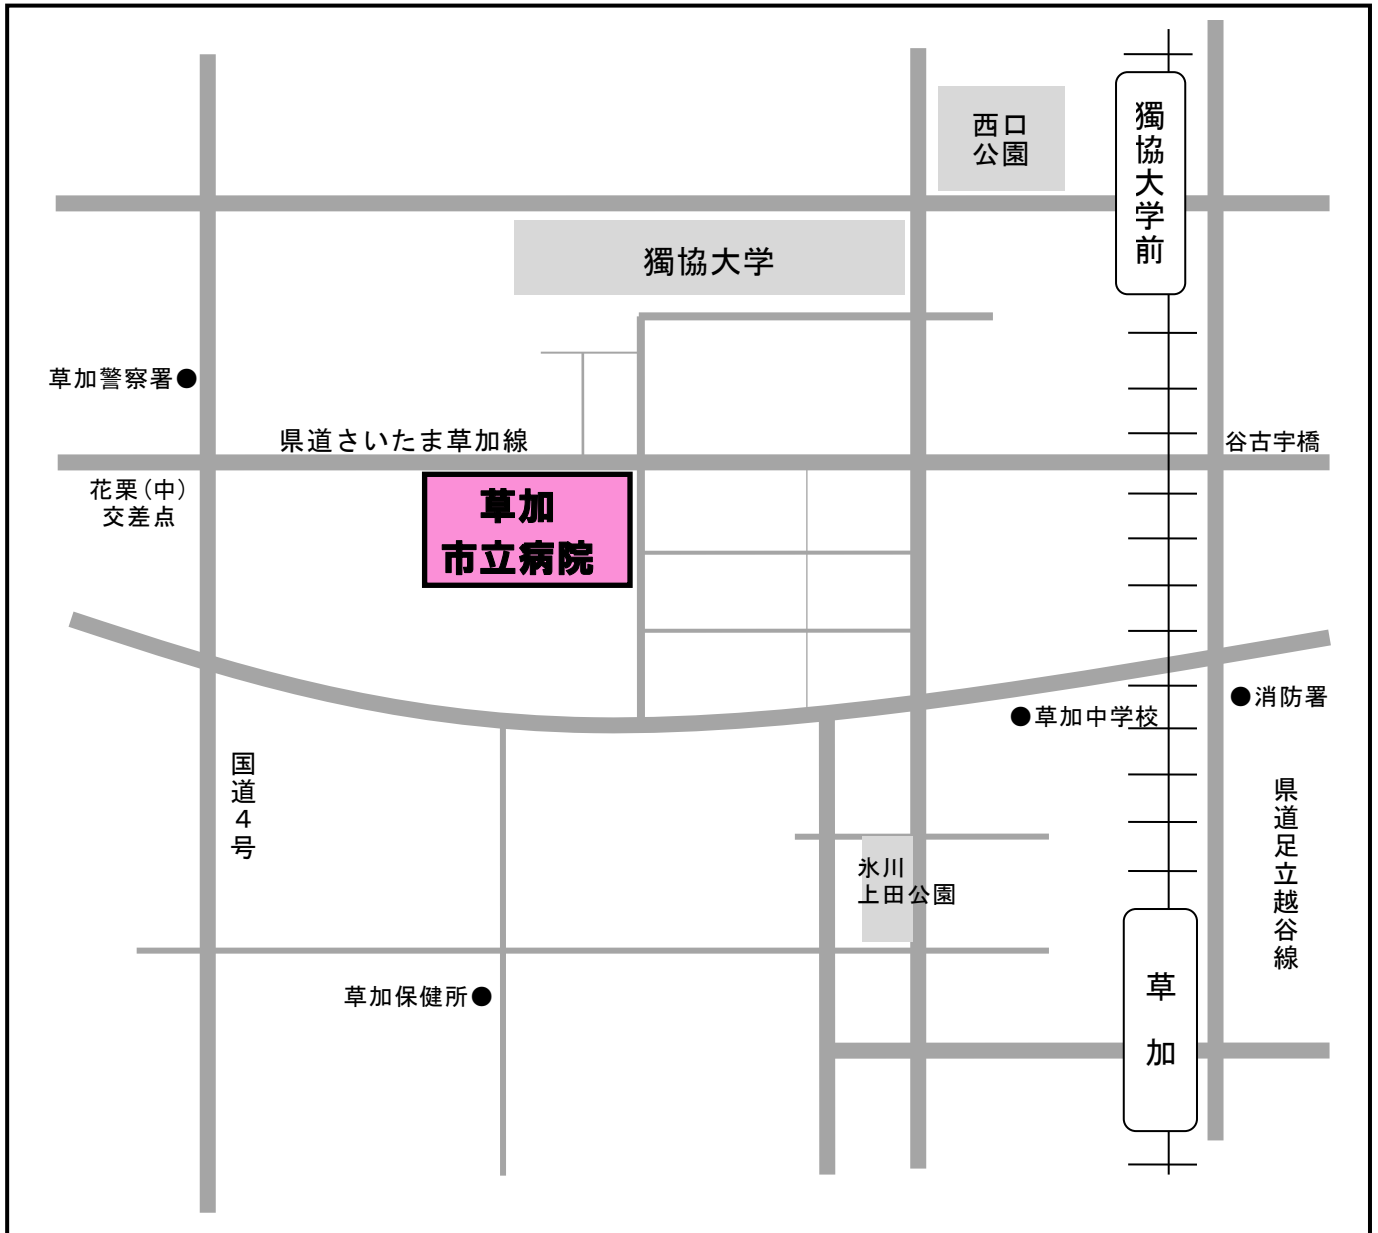 西口
公園
獨協大学前
獨協大学
草加警察署●
県道さいたま草加線
谷古宇橋
花栗(中)
交差点
草加
市立病院
●消防署
●草加中学校
国道4号
県道足立越谷線
氷川
上田公園
草加保健所●
草加